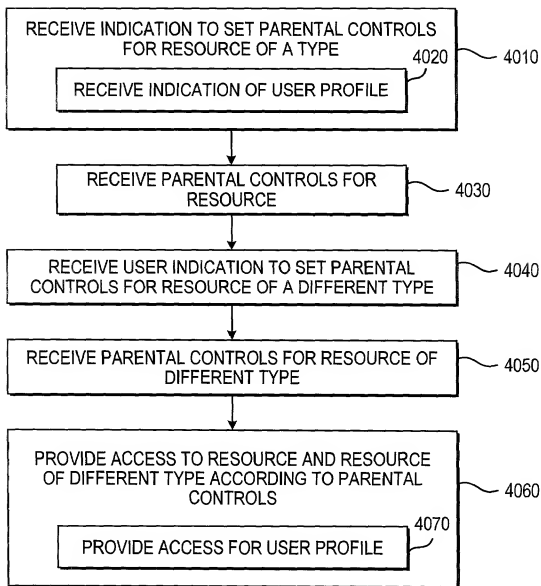 RECEIVE INDICATION TO SET PARENTAL CONTROLS
FOR RESOURCE OF A TYPE
4020
4010
RECEIVE INDICATION OF USER PROFILE
RECEIVE PARENTAL CONTROLS FOR
RESOURCE
4030
RECEIVE USER INDICATION TO SET PARENTAL
CONTROLS FOR RESOURCE OF A DIFFERENT TYPE
4040
RECEIVE PARENTAL CONTROLS FOR RESOURCE OF
DIFFERENT TYPE
4050
PROVIDE ACCESS TO RESOURCE AND RESOURCE
OF DIFFERENT TYPE ACCORDING TO PARENTAL
CONTROLS
4060
4070
PROVIDE ACCESS FOR USER PROFILE